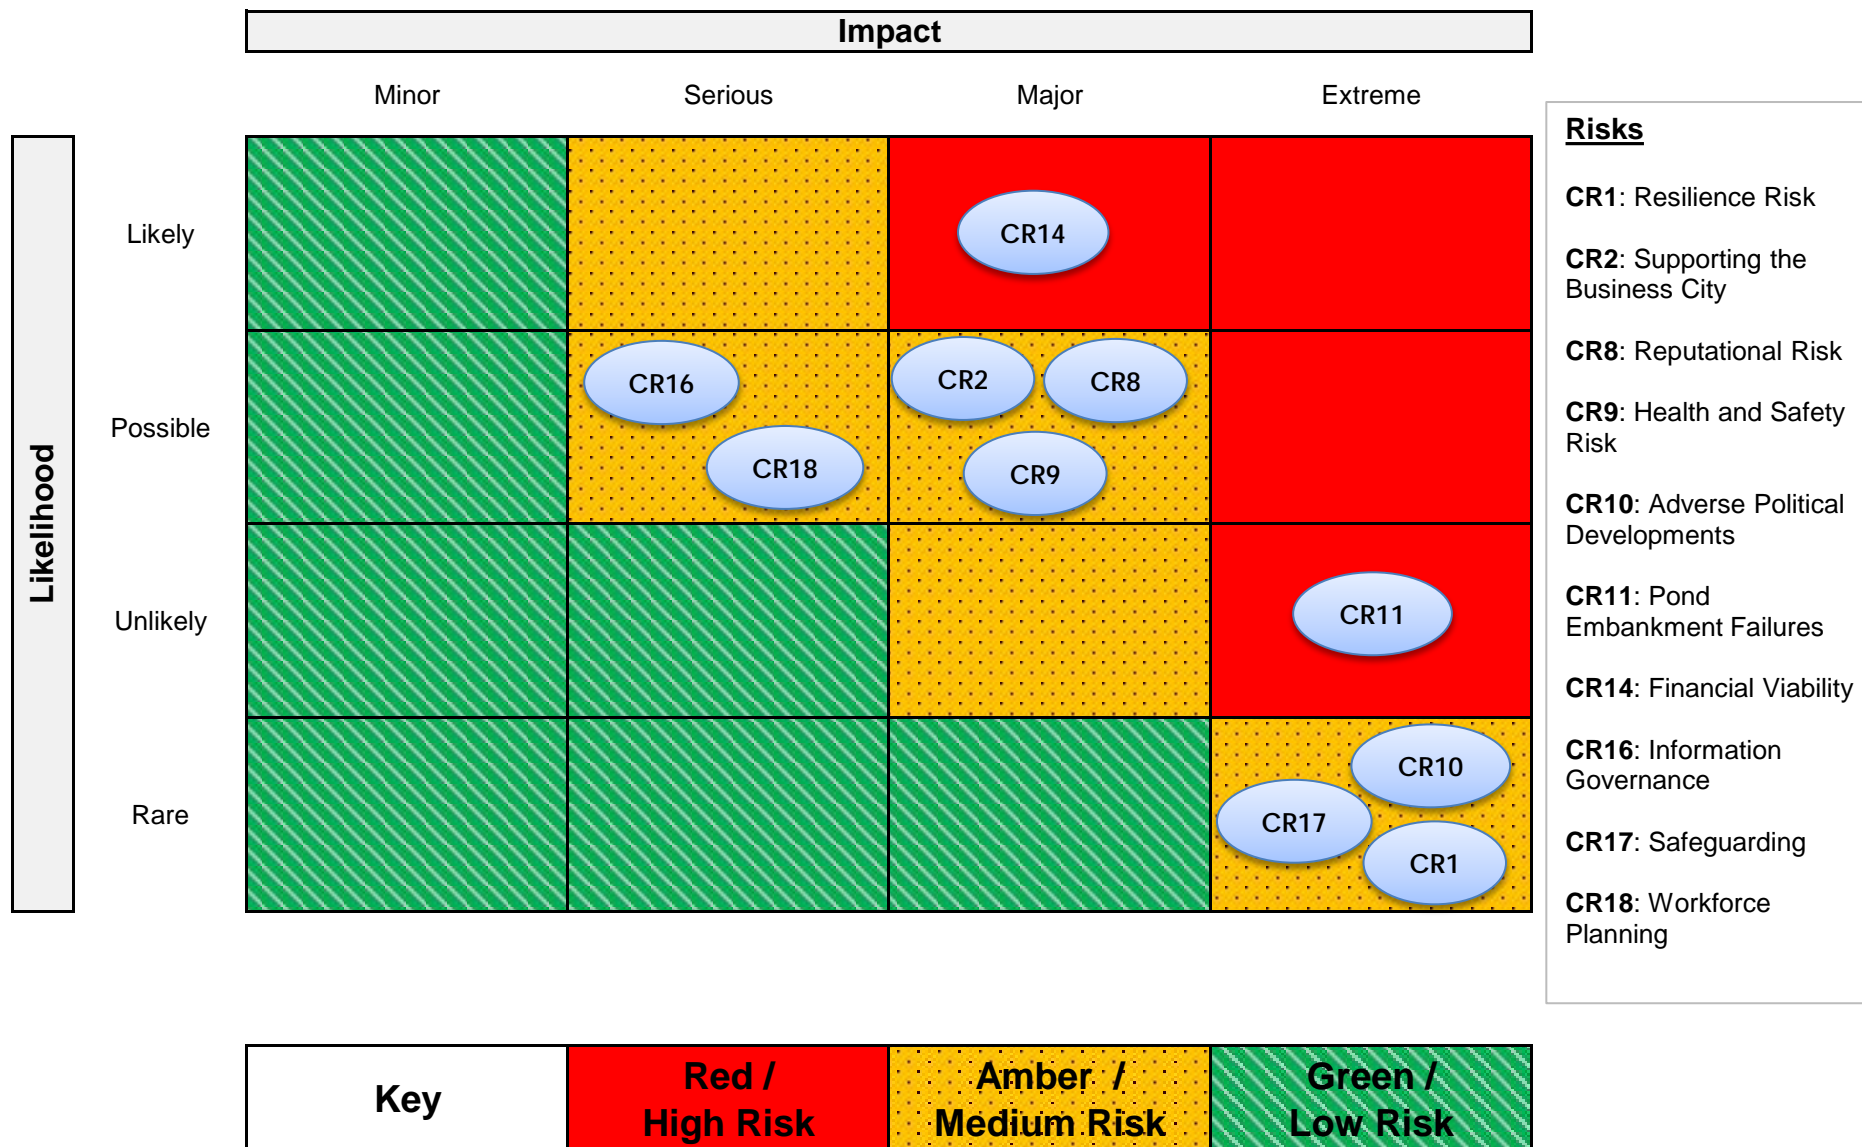 Impact
Minor Serious Major Extreme
Likelihood
Likely
CR14
Possible
CR16
CR18
CR2
CR8
CR9
Unlikely
CR11
Rare
CR10
CR17
CR1
Risks
CR1: Resilience Risk
CR2: Supporting the
Business City
CR8: Reputational Risk
CR9: Health and Safety
Risk
CR10: Adverse Political
Developments
CR11: Pond
Embankment Failures
CR14: Financial Viability
CR16: Information
Governance
CR17: Safeguarding
CR18: Workforce
Planning
Key
Red /
High Risk
Amber /
Medium Risk
Green /
Low Risk